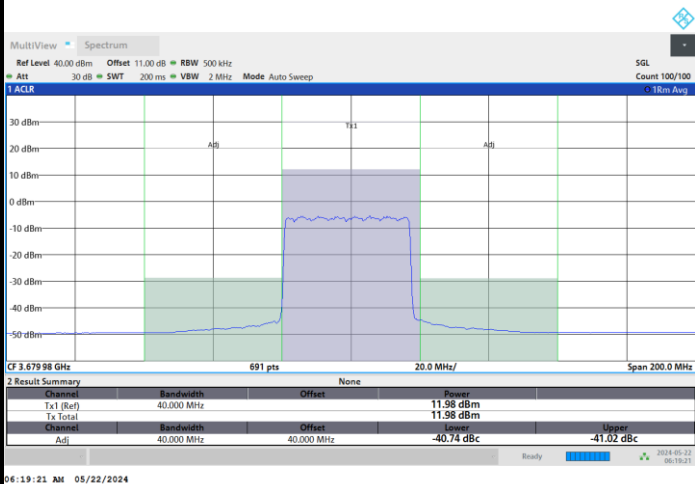 MultiView Spectrum
Ref Level 40.00 dBm Offset 11.00 dB RBW 500 kHz SGL
Att 30 dB SWT 200 ms VBW 2 MHz Mode Auto Sweep Count 100/100
1 ACLR 1Rm Avg
30 dBm
Tx1
20 dBm
Adj Adj
10 dBm
0 dBm
-10 dBm
-20 dBm
-30 dBm
-40 dBm
-50 dBm
CF 3.67998 GHz 691 pts 20.0 MHz/ Span 200.0 MHz
2 Result Summary None
Channel Bandwidth Offset Power
Tx1 (Ref) 40.000 MHz 11.98 dBm
Tx Total 11.98 dBm
Channel Bandwidth Offset Lower Upper
Adj 40.000 MHz 40.000 MHz -40.74 dBc -41.02 dBc
Ready 2024-05-22
06:19:21
06:19:21 AM 05/22/2024